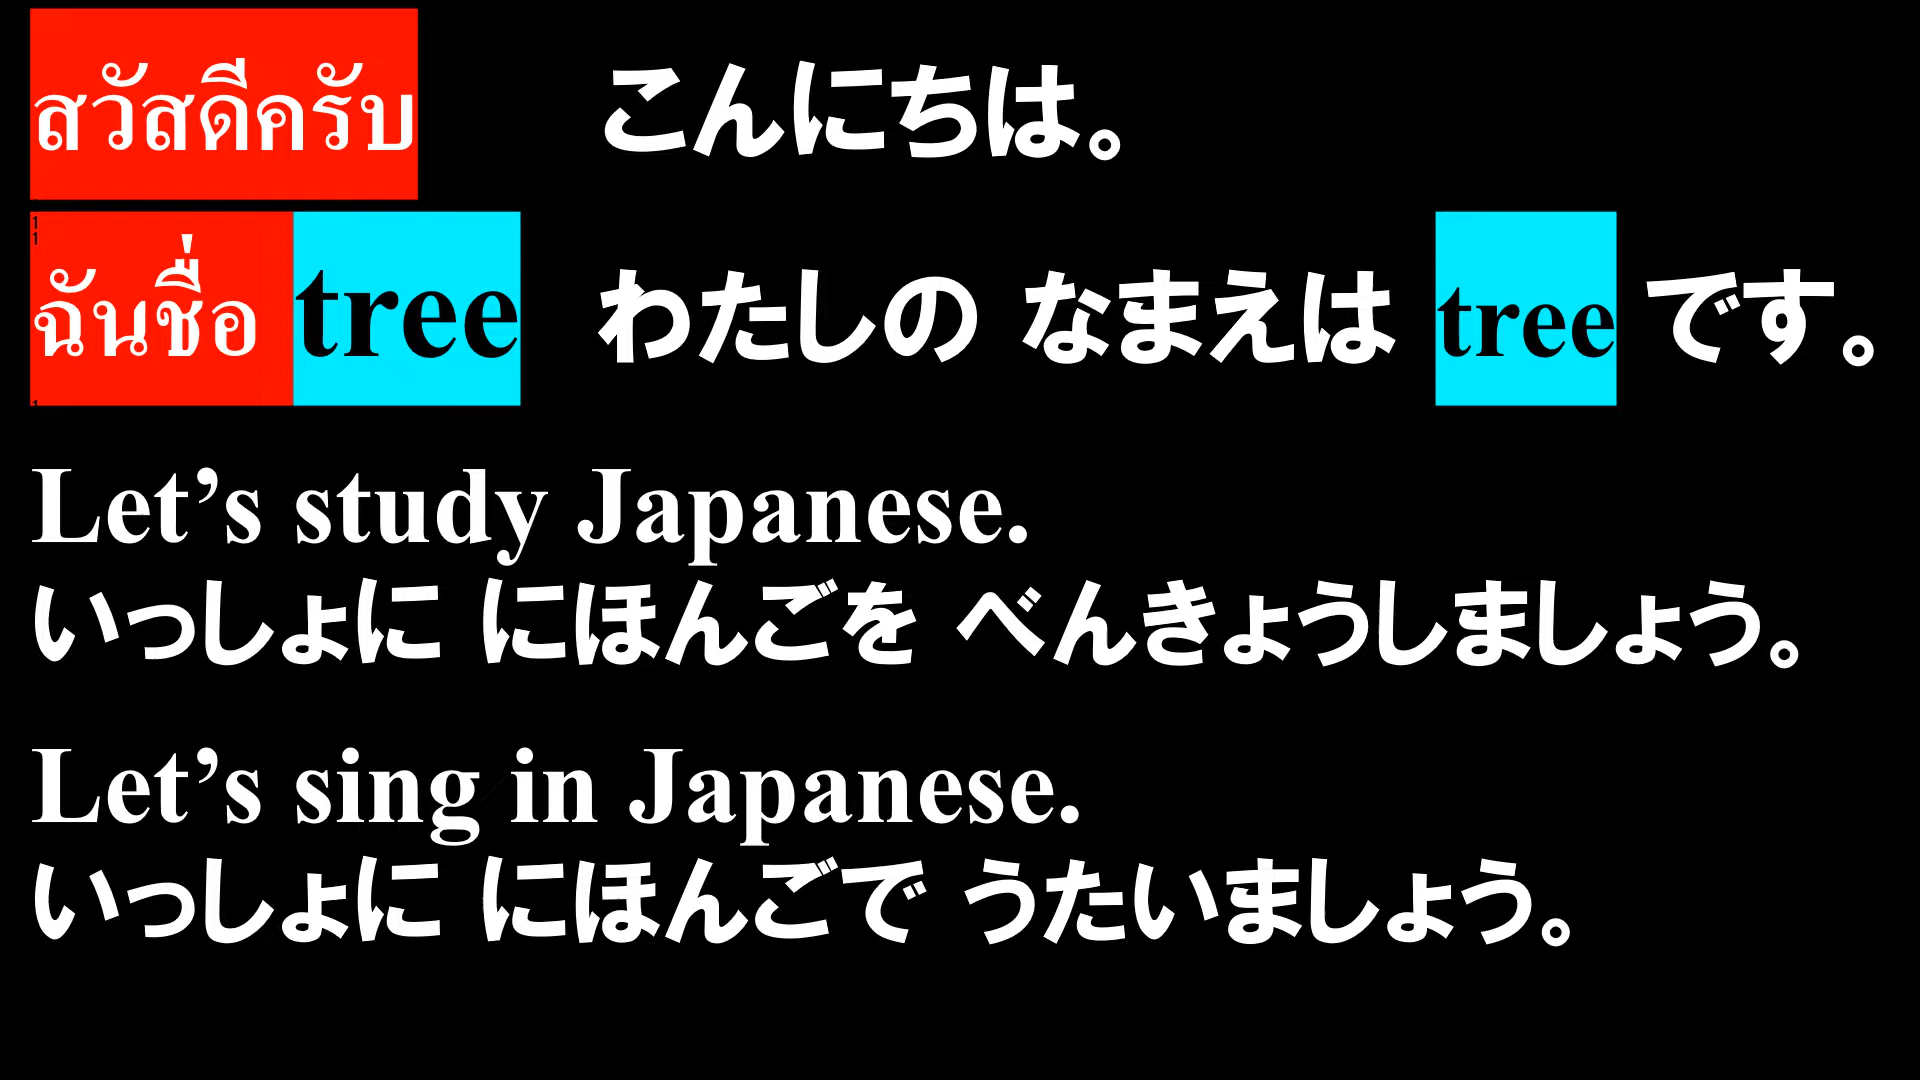 สวัสดีครับ こんにちは。
ฉันชื่อ tree わたしの なまえは tree です。
Let’s study Japanese.
いっしょに にほんごを べんきょうしましょう。
Let’s sing in Japanese.
いっしょに にほんごで うたいましょう。